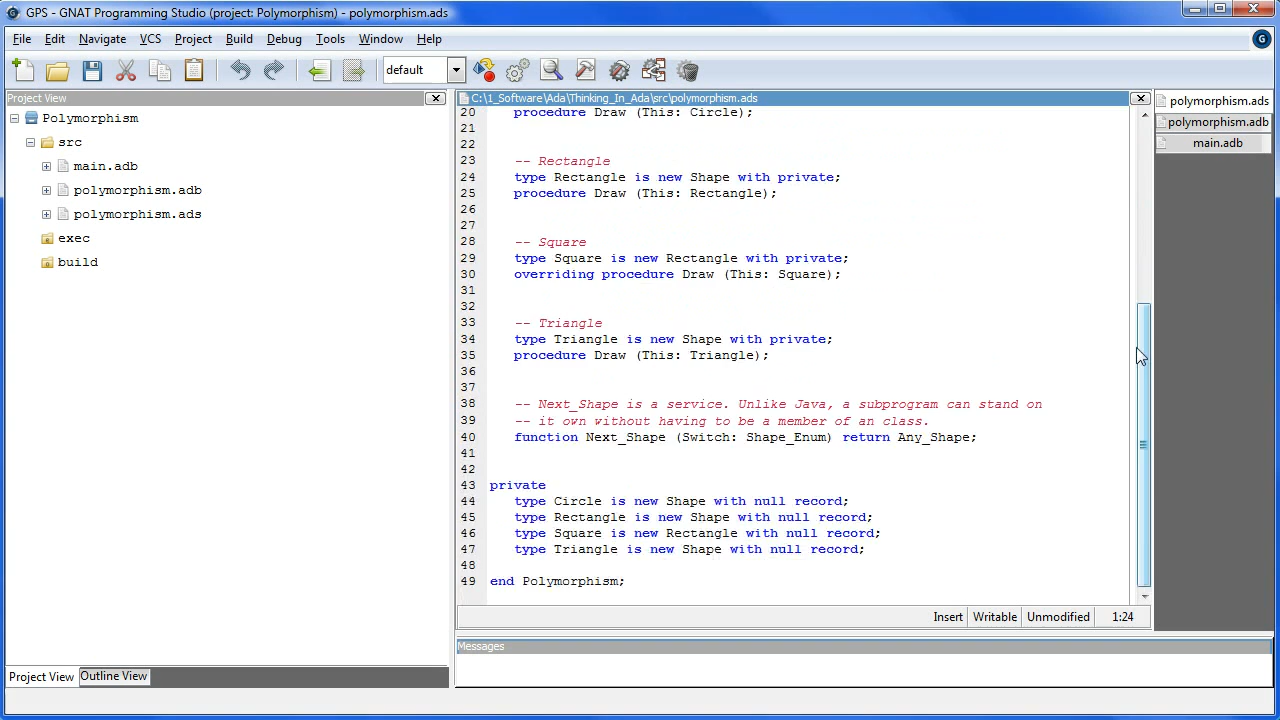 GPS - GNAT Programming Studio (project: Polymorphism) - polymorphism.ads
File Edit Navigate VCS Project Build Debug Tools Window Help
default
Project View
C:\1_Software\Ada\Thinking_In_Ada\src\polymorphism.ads
Polymorphism
src
main.adb
polymorphism.adb
polymorphism.ads
exec
build
20 procedure Draw (This: Circle);
21
22
23 -- Rectangle
24 type Rectangle is new Shape with private;
25 procedure Draw (This: Rectangle);
26
27
28 -- Square
29 type Square is new Rectangle with private;
30 overriding procedure Draw (This: Square);
31
32
33 -- Triangle
34 type Triangle is new Shape with private;
35 procedure Draw (This: Triangle);
36
37
38 -- Next_Shape is a service. Unlike Java, a subprogram can stand on
39 -- it own without having to be a member of an class.
40 function Next_Shape (Switch: Shape_Enum) return Any_Shape;
41
42
43 private
44 type Circle is new Shape with null record;
45 type Rectangle is new Shape with null record;
46 type Square is new Rectangle with null record;
47 type Triangle is new Shape with null record;
48
49 end Polymorphism;
polymorphism.ads
polymorphism.adb
main.adb
Insert Writable Unmodified 1:24
Messages
Project View Outline View